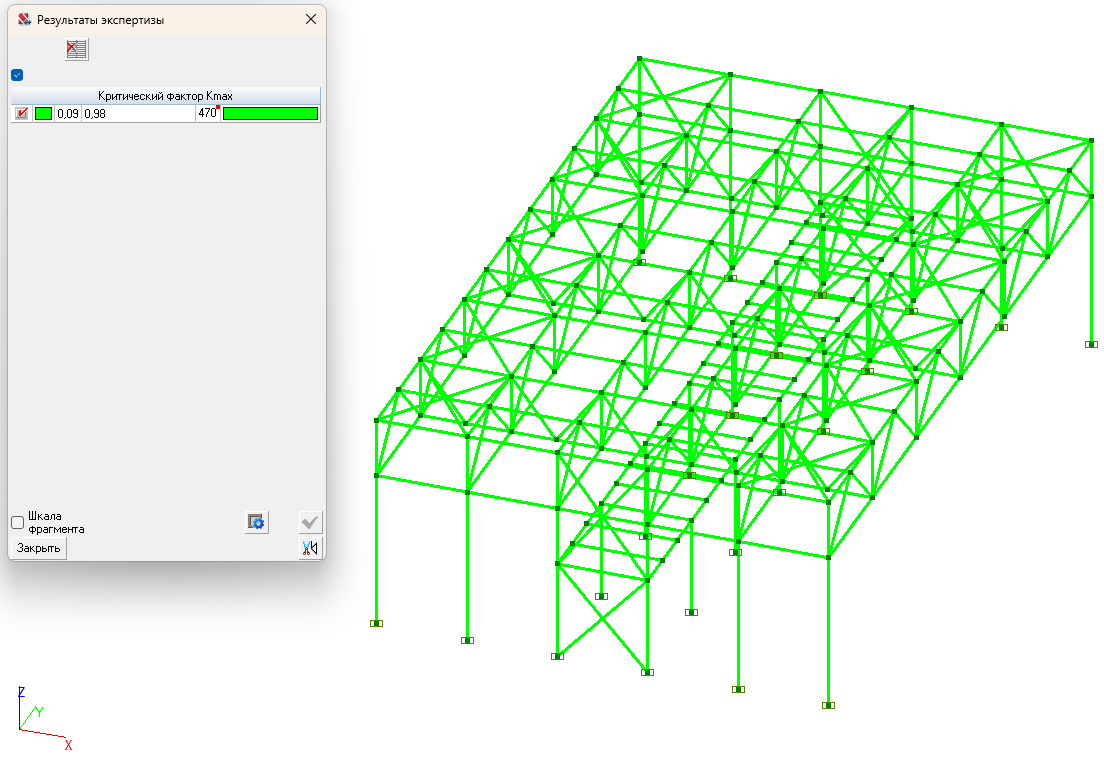 Результаты экспертизы
Критический фактор Kmax
0,09 0,98 470
Шкала
фрагмента
Закрыть
Z
Y
X